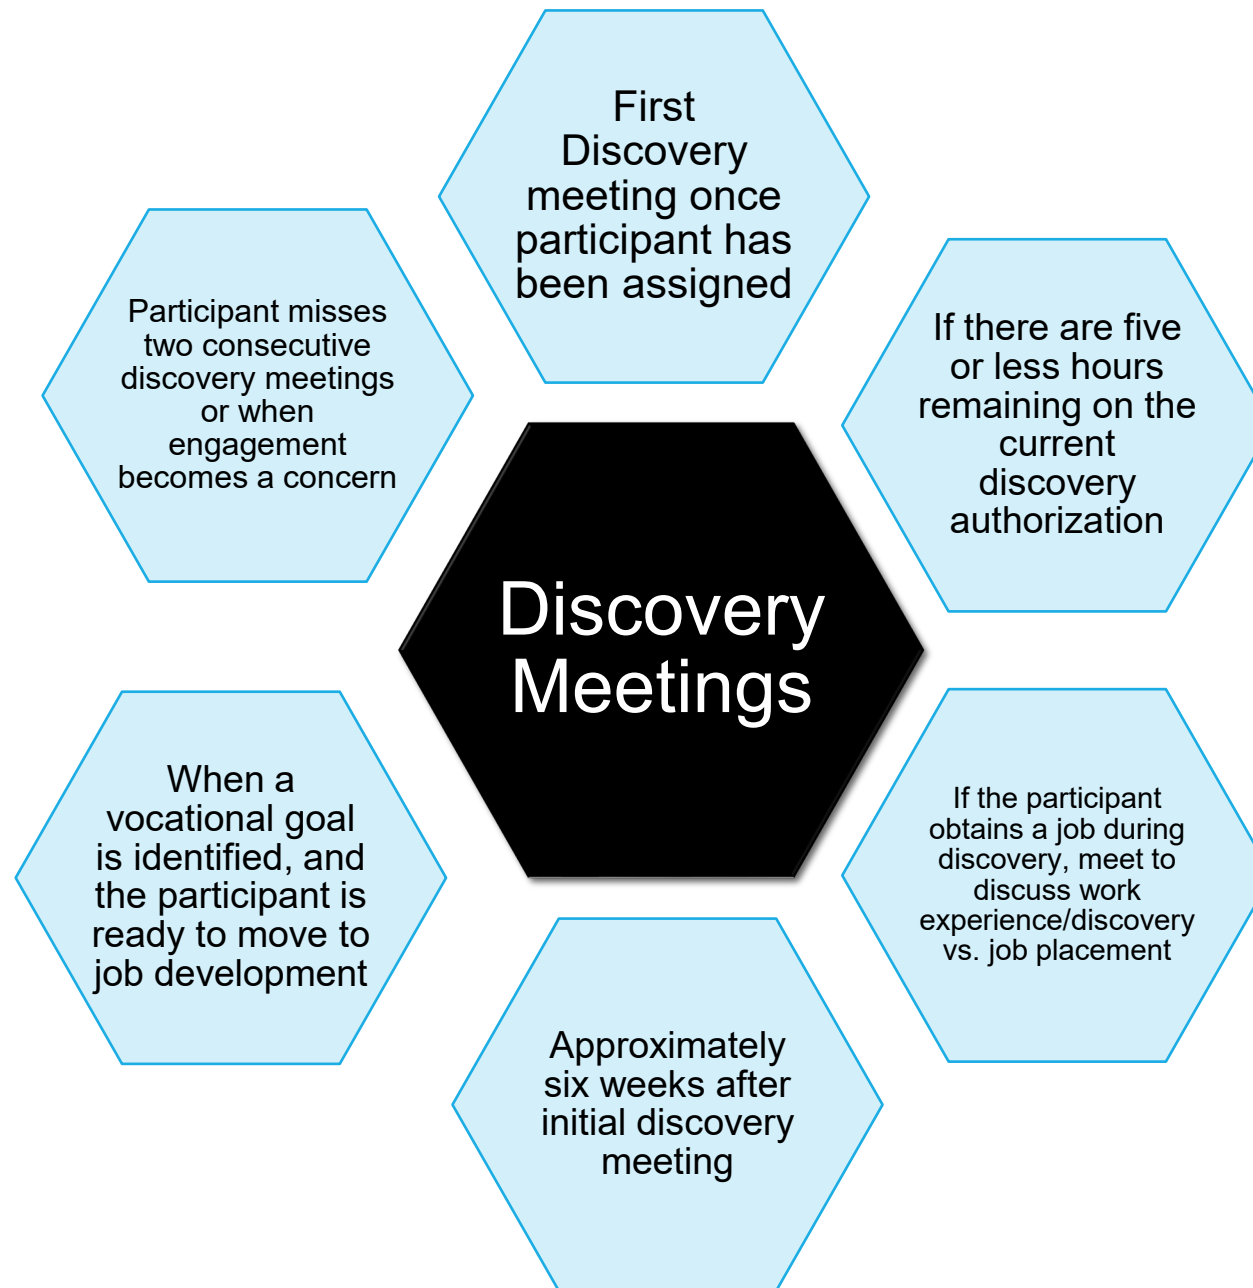 First
Discovery
meeting once
participant has
been assigned
Participant misses
two consecutive
discovery meetings
or when
engagement
becomes a concern
If there are five
or less hours
remaining on the
current
discovery
authorization
Discovery
Meetings
When a
vocational goal
is identified, and
the participant is
ready to move to
job development
If the participant
obtains a job during
discovery, meet to
discuss work
experience/discovery
vs. job placement
Approximately
six weeks after
initial discovery
meeting